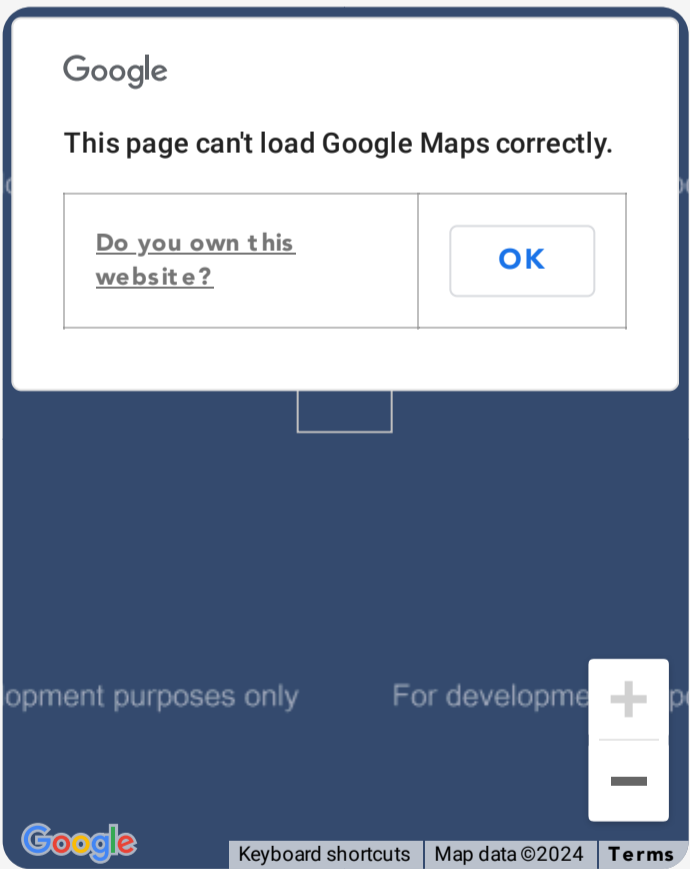 Google
This page can't load Google Maps correctly.
Do you own this
website?
OK
opment purposes only
For developme
Google
Keyboard shortcuts
Map data ©2024
Terms